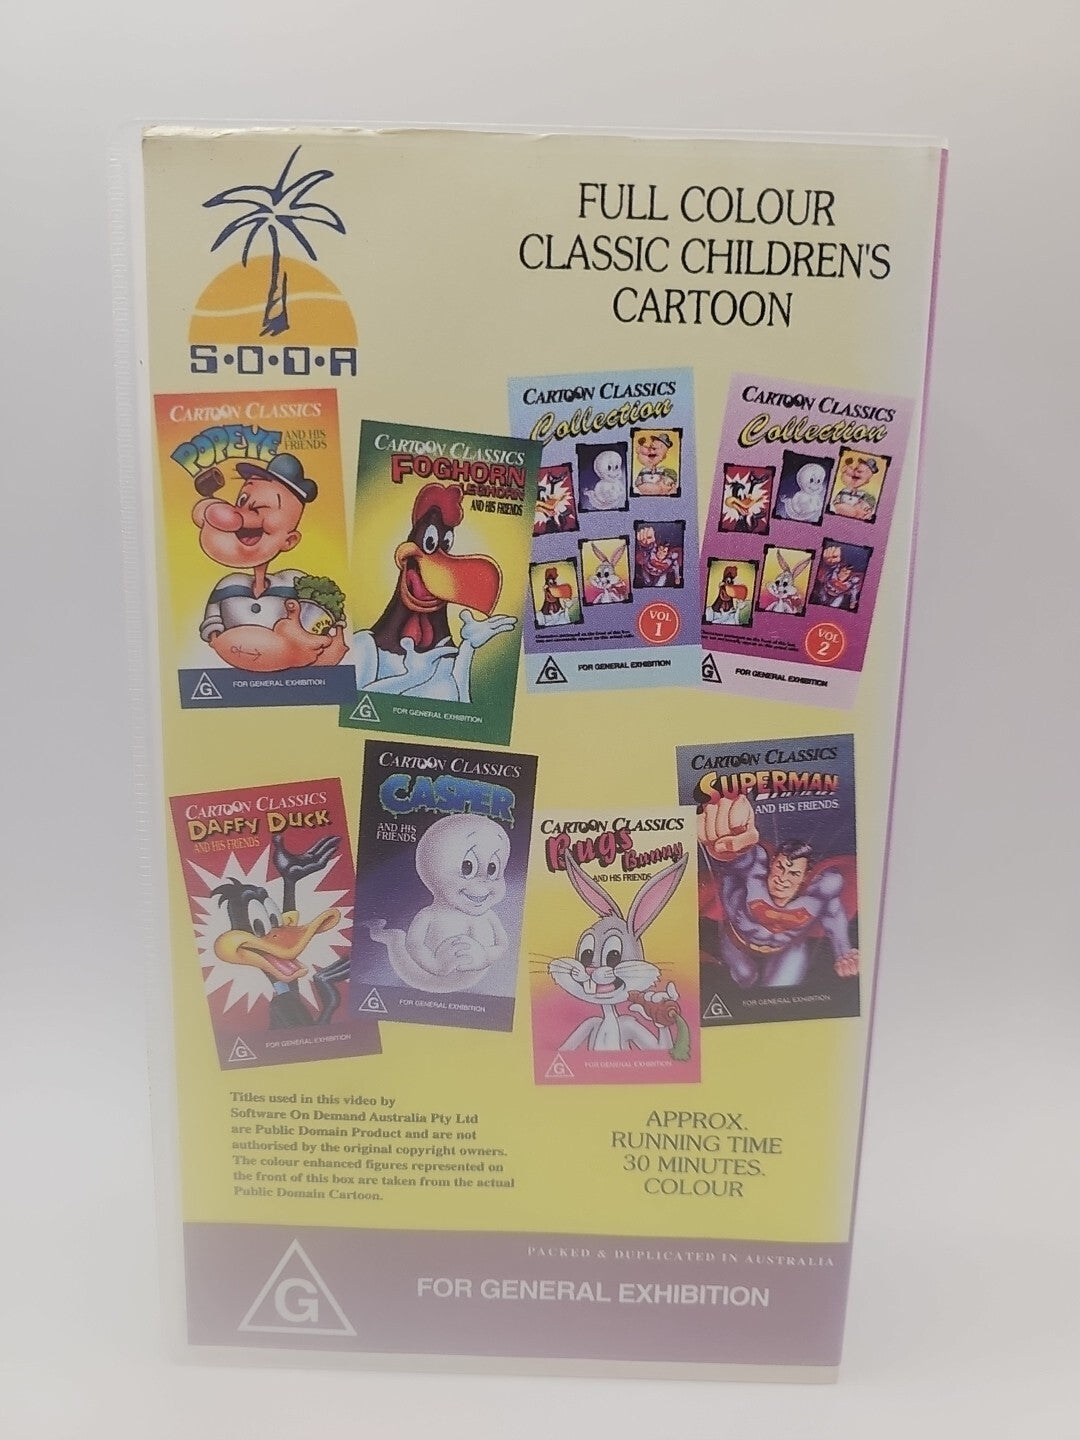 FULL COLOUR
CLASSIC CHILDREN'S
CARTOON
S·O·D·A
CARTOON CLASSICS
POPEYE
AND HIS
FRIENDS
SPIN
G
FOR GENERAL EXHIBITION
CARTOON CLASSICS
FOGHORN
LEGHORN
AND HIS FRIENDS
G
FOR GENERAL EXHIBITION
CARTOON CLASSICS
Collection
VOL
1
G
FOR GENERAL EXHIBITION
CARTOON CLASSICS
Collection
VOL
2
G
FOR GENERAL EXHIBITION
CARTOON CLASSICS
DAFFY DUCK
AND HIS FRIENDS
G
FOR GENERAL EXHIBITION
CARTOON CLASSICS
CASPER
AND HIS
FRIENDS
G
FOR GENERAL EXHIBITION
CARTOON CLASSICS
Bugs
Bunny
AND HIS FRIENDS
G
FOR GENERAL EXHIBITION
CARTOON CLASSICS
SUPERMAN
AND HIS FRIENDS
S
G
FOR GENERAL EXHIBITION
Titles used in this video by
Software On Demand Australia Pty Ltd
are Public Domain Product and are not
authorised by the original copyright owners.
The colour enhanced figures represented on
the front of this box are taken from the actual
Public Domain Cartoon.
APPROX.
RUNNING TIME
30 MINUTES.
COLOUR
PACKED & DUPLICATED IN AUSTRALIA
G
FOR GENERAL EXHIBITION